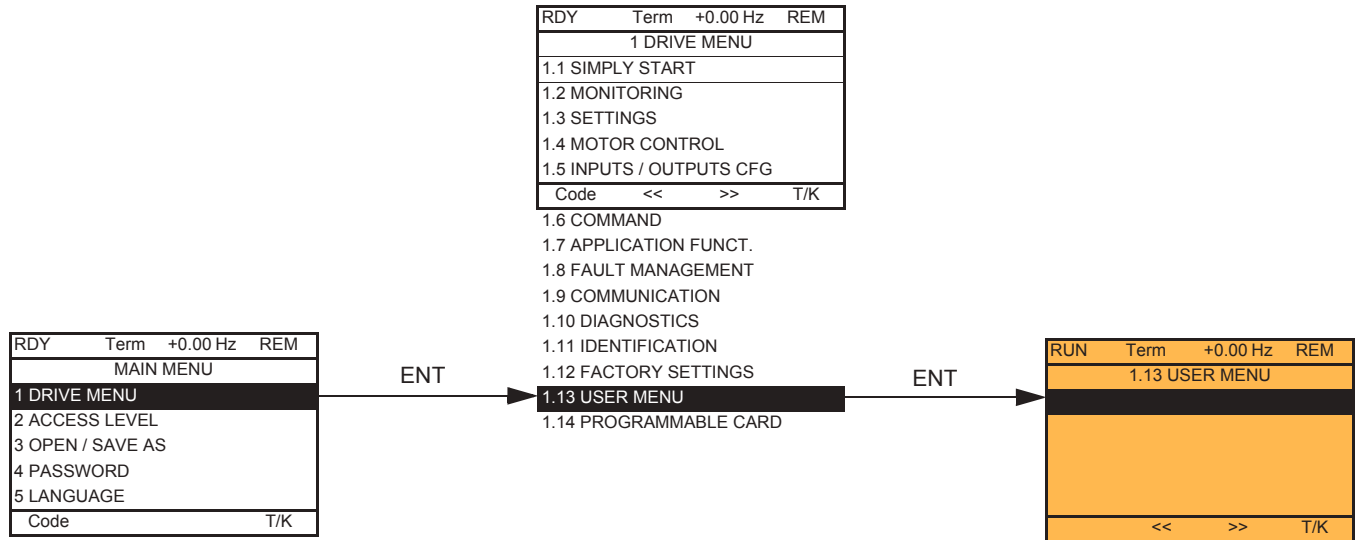 RDY Term +0.00 Hz REM
1 DRIVE MENU
1.1 SIMPLY START
1.2 MONITORING
1.3 SETTINGS
1.4 MOTOR CONTROL
1.5 INPUTS / OUTPUTS CFG
Code << >> T/K
1.6 COMMAND
1.7 APPLICATION FUNCT.
1.8 FAULT MANAGEMENT
1.9 COMMUNICATION
1.10 DIAGNOSTICS
1.11 IDENTIFICATION
1.12 FACTORY SETTINGS
1.13 USER MENU
1.14 PROGRAMMABLE CARD
RDY Term +0.00 Hz REM
MAIN MENU
1 DRIVE MENU
2 ACCESS LEVEL
3 OPEN / SAVE AS
4 PASSWORD
5 LANGUAGE
Code T/K
ENT
ENT
RUN Term +0.00 Hz REM
1.13 USER MENU
<< >> T/K